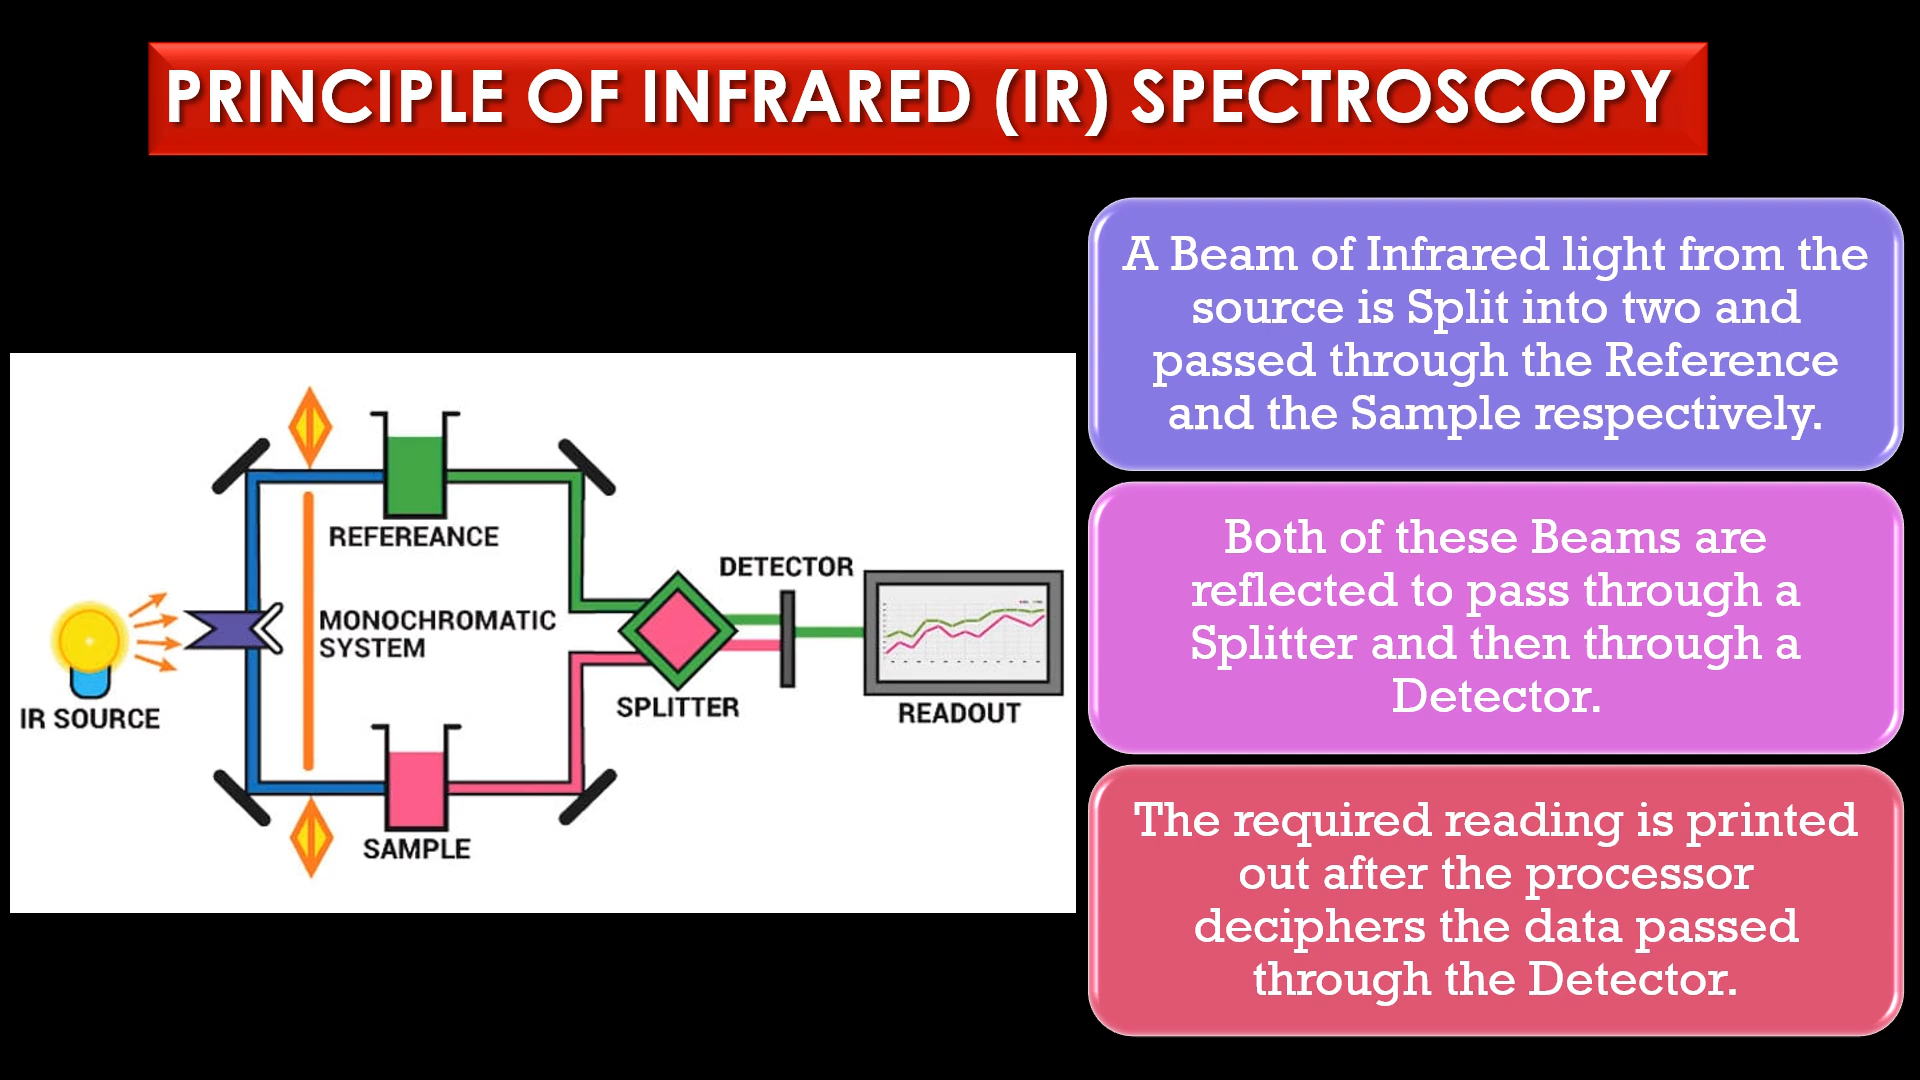 PRINCIPLE OF INFRARED (IR) SPECTROSCOPY
A Beam of Infrared light from the
source is Split into two and
passed through the Reference
and the Sample respectively.
Both of these Beams are
reflected to pass through a
Splitter and then through a
Detector.
The required reading is printed
out after the processor
deciphers the data passed
through the Detector.
REFEREANCE
DETECTOR
MONOCHROMATIC
SYSTEM
IR SOURCE
SPLITTER
READOUT
SAMPLE